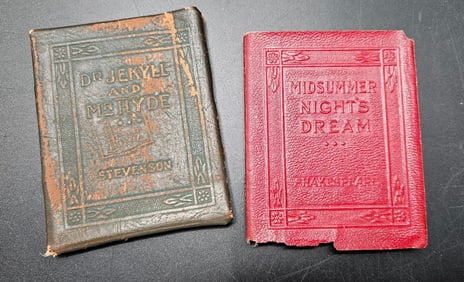 DR JEKYLL
AND
MR HYDE
STEVENSON
MIDSUMMER
NIGHTS
DREAM
SHAKESPEARE